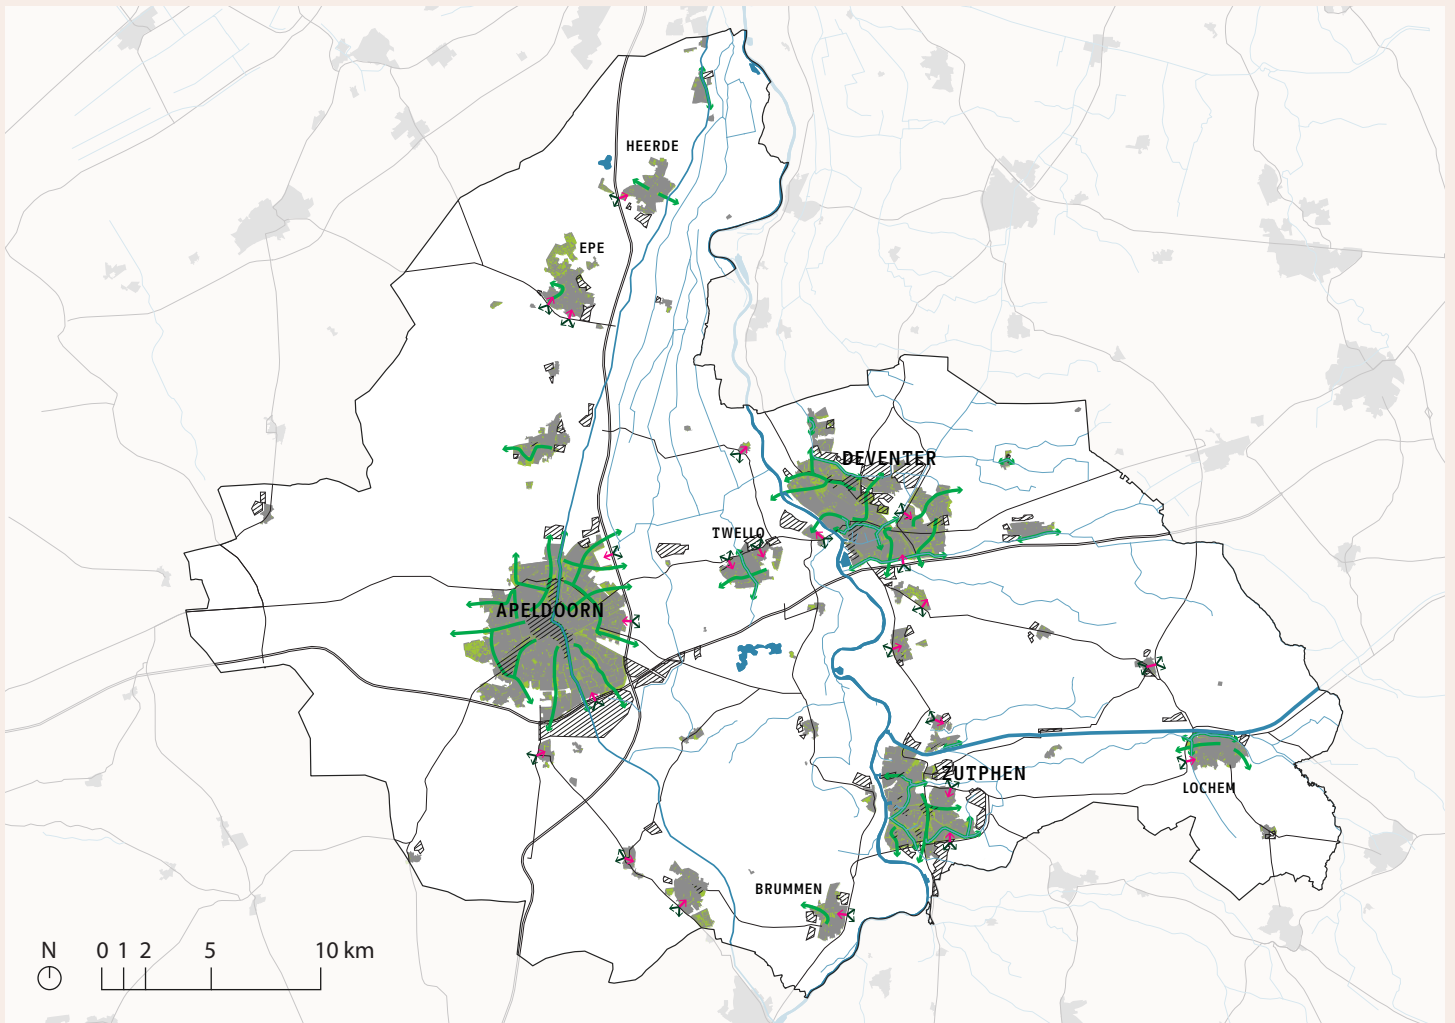 HEERDE
EPE
DEVENTER
TWELLO
APELDOORN
ZUTPHEN
LOCHEM
BRUMMEN
N
0 1 2 5 10 km